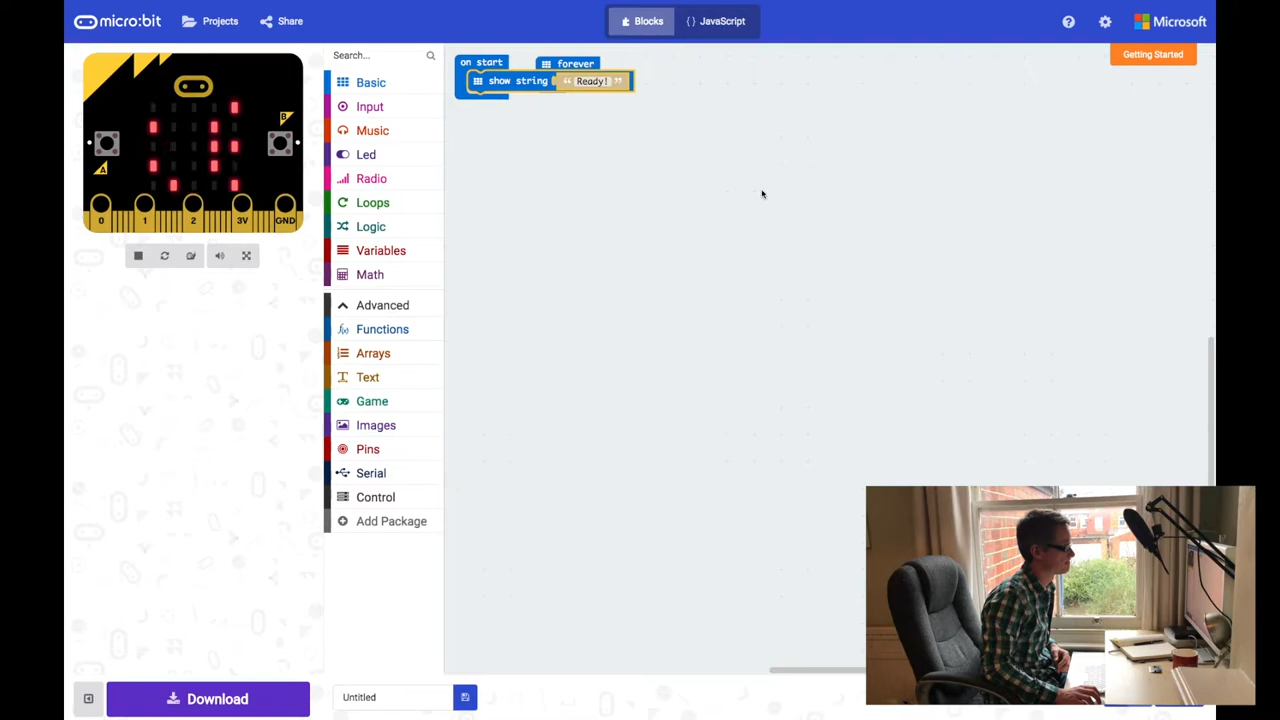 micro:bit
Projects
Share
Blocks
{ } JavaScript
?
Microsoft
Getting Started
B
A
0 1 2 3V GND
Search...
Basic
Input
Music
Led
Radio
Loops
Logic
Variables
Math
Advanced
Functions
Arrays
Text
Game
Images
Pins
Serial
Control
Add Package
on start
forever
show string “ Ready! ”
Download
Untitled